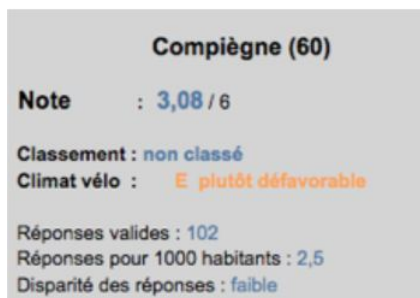 Compiègne (60)
Note : 3,08 / 6
Classement : non classé
Climat vélo : E plutôt défavorable
Réponses valides : 102
Réponses pour 1000 habitants : 2,5
Disparité des réponses : faible